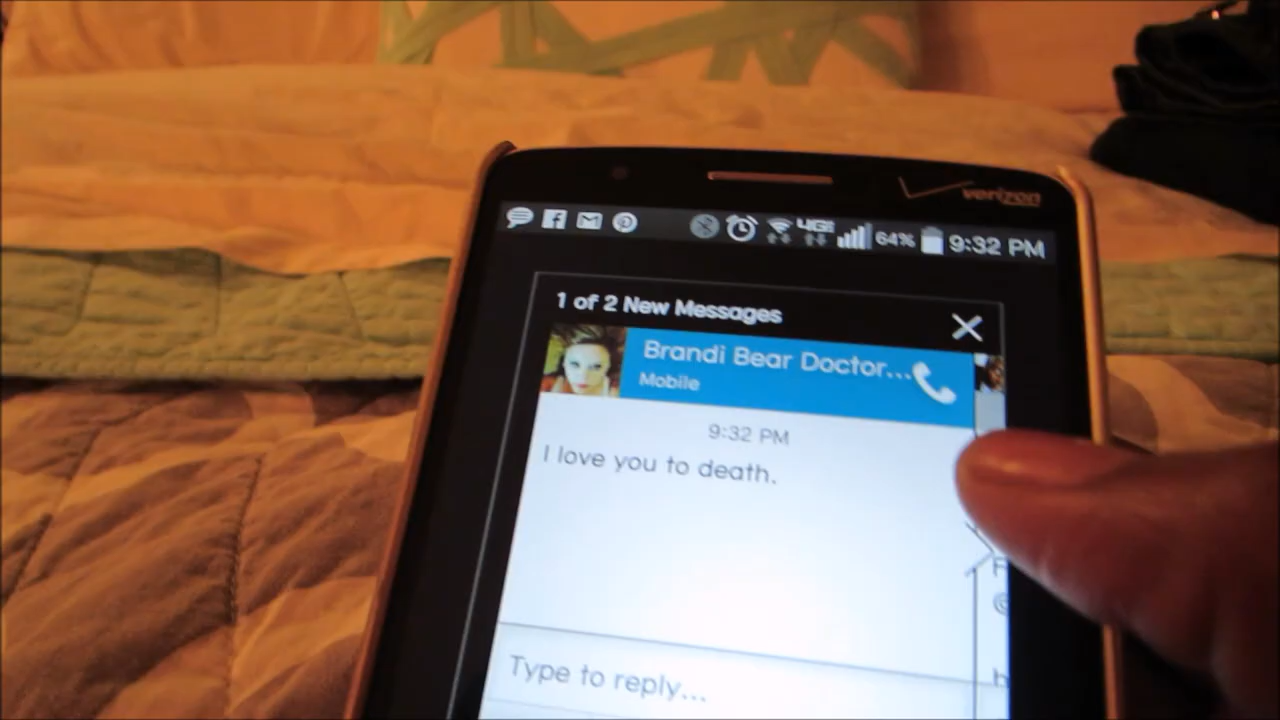 verizon
4G 64% 9:32 PM
1 of 2 New Messages
Brandi Bear Doctor...
Mobile
9:32 PM
I love you to death.
Type to reply...